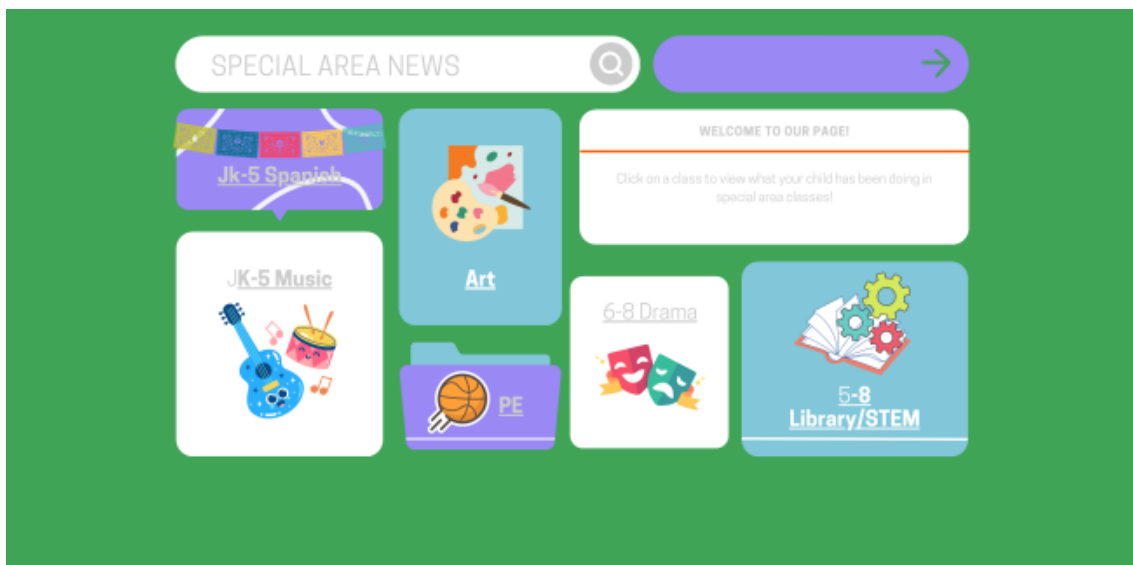 SPECIAL AREA NEWS
Jk-5 Spanish
WELCOME TO OUR PAGE!
Click on a class to view what your child has been doing in
special area classes!
JK-5 Music
Art
6-8 Drama
PE
5-8
Library/STEM